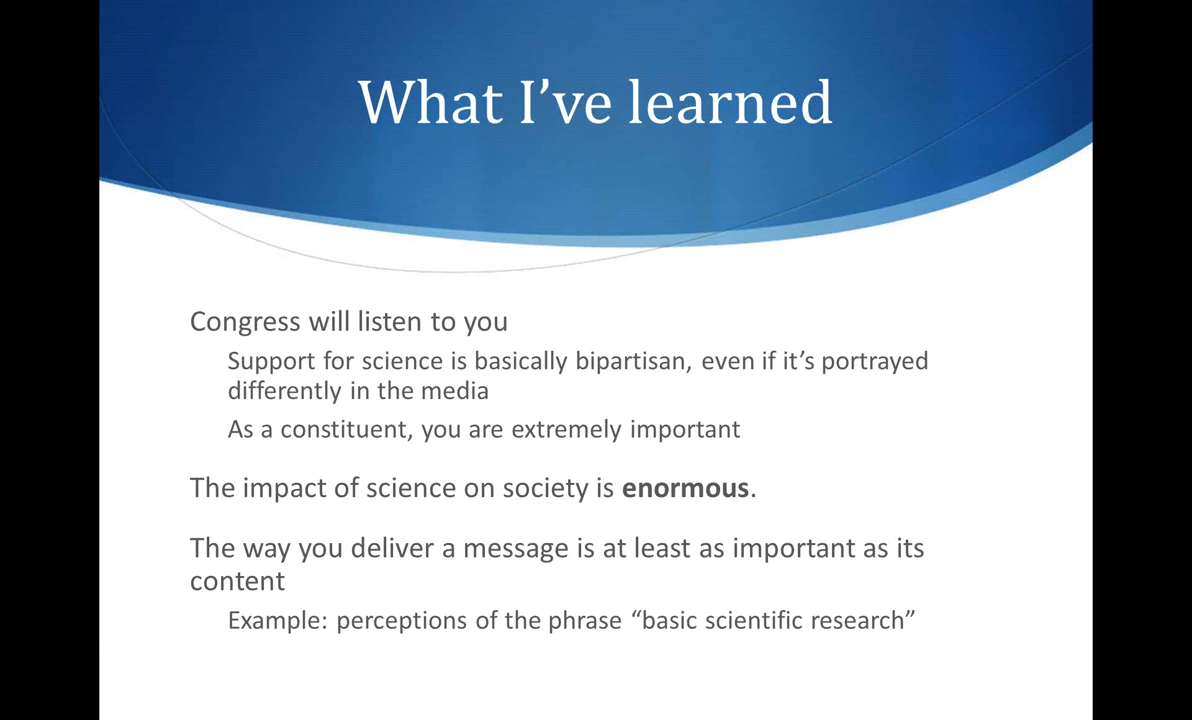 What I’ve learned
Congress will listen to you
Support for science is basically bipartisan, even if it’s portrayed
differently in the media
As a constituent, you are extremely important
The impact of science on society is enormous.
The way you deliver a message is at least as important as its
content
Example: perceptions of the phrase “basic scientific research”